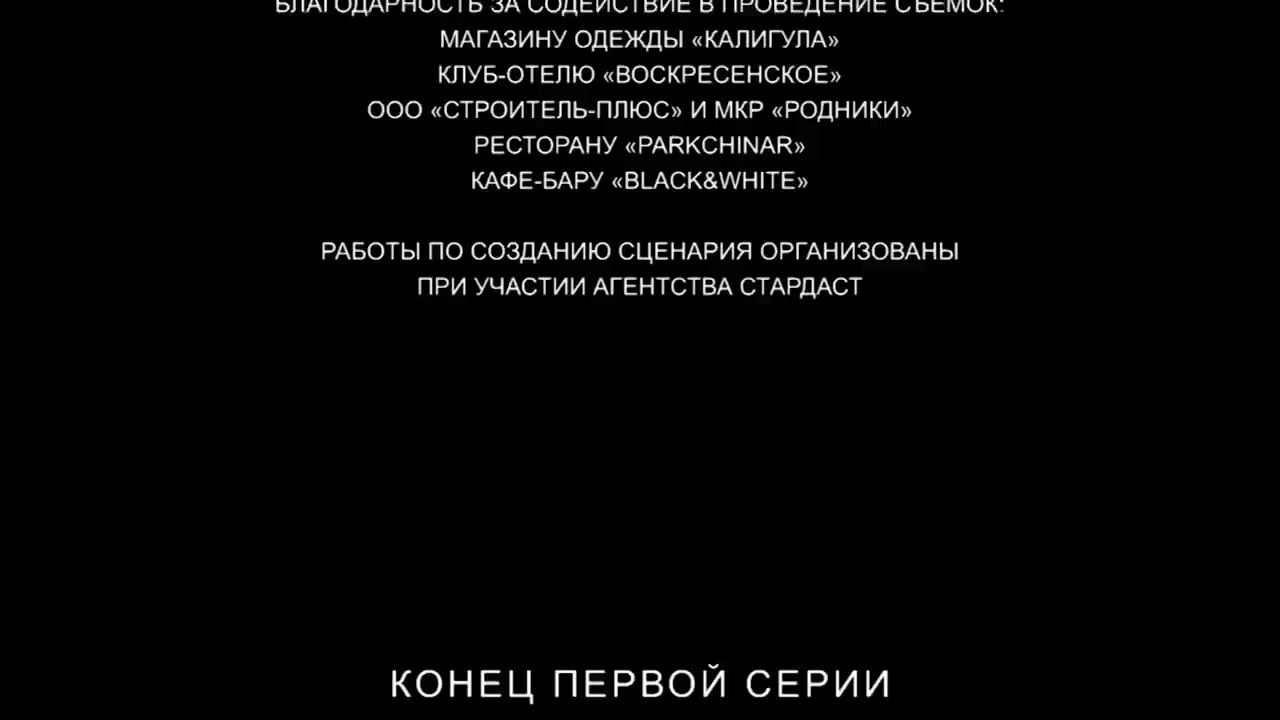 БЛАГОДАРНОСТЬ ЗА СОДЕЙСТВИЕ В ПРОВЕДЕНИЕ СЪЕМОК:
МАГАЗИНУ ОДЕЖДЫ «КАЛИГУЛА»
КЛУБ-ОТЕЛЮ «ВОСКРЕСЕНСКОЕ»
ООО «СТРОИТЕЛЬ-ПЛЮС» И МКР «РОДНИКИ»
РЕСТОРАНУ «PARKCHINAR»
КАФЕ-БАРУ «BLACK&WHITE»
РАБОТЫ ПО СОЗДАНИЮ СЦЕНАРИЯ ОРГАНИЗОВАНЫ
ПРИ УЧАСТИИ АГЕНТСТВА СТАРДАСТ
КОНЕЦ ПЕРВОЙ СЕРИИ